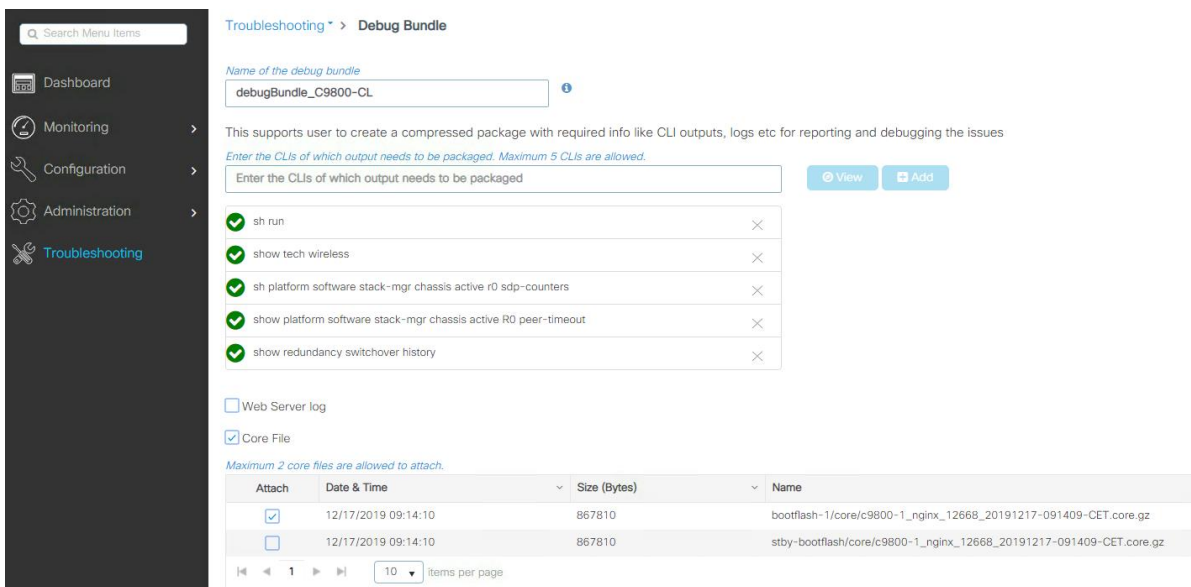 Search Menu Items
Dashboard
Monitoring
Configuration
Administration
Troubleshooting
Troubleshooting > Debug Bundle
Name of the debug bundle
debugBundle_C9800-CL
This supports user to create a compressed package with required info like CLI outputs, logs etc for reporting and debugging the issues
Enter the CLIs of which output needs to be packaged. Maximum 5 CLIs are allowed.
Enter the CLIs of which output needs to be packaged
View
Add
sh run
show tech wireless
sh platform software stack-mgr chassis active r0 sdp-counters
show platform software stack-mgr chassis active R0 peer-timeout
show redundancy switchover history
Web Server log
Core File
Maximum 2 core files are allowed to attach.
Attach Date & Time Size (Bytes) Name
12/17/2019 09:14:10 867810 bootflash-1/core/c9800-1_nginx_12668_20191217-091409-CET.core.gz
12/17/2019 09:14:10 867810 stby-bootflash/core/c9800-1_nginx_12668_20191217-091409-CET.core.gz
1 10 items per page